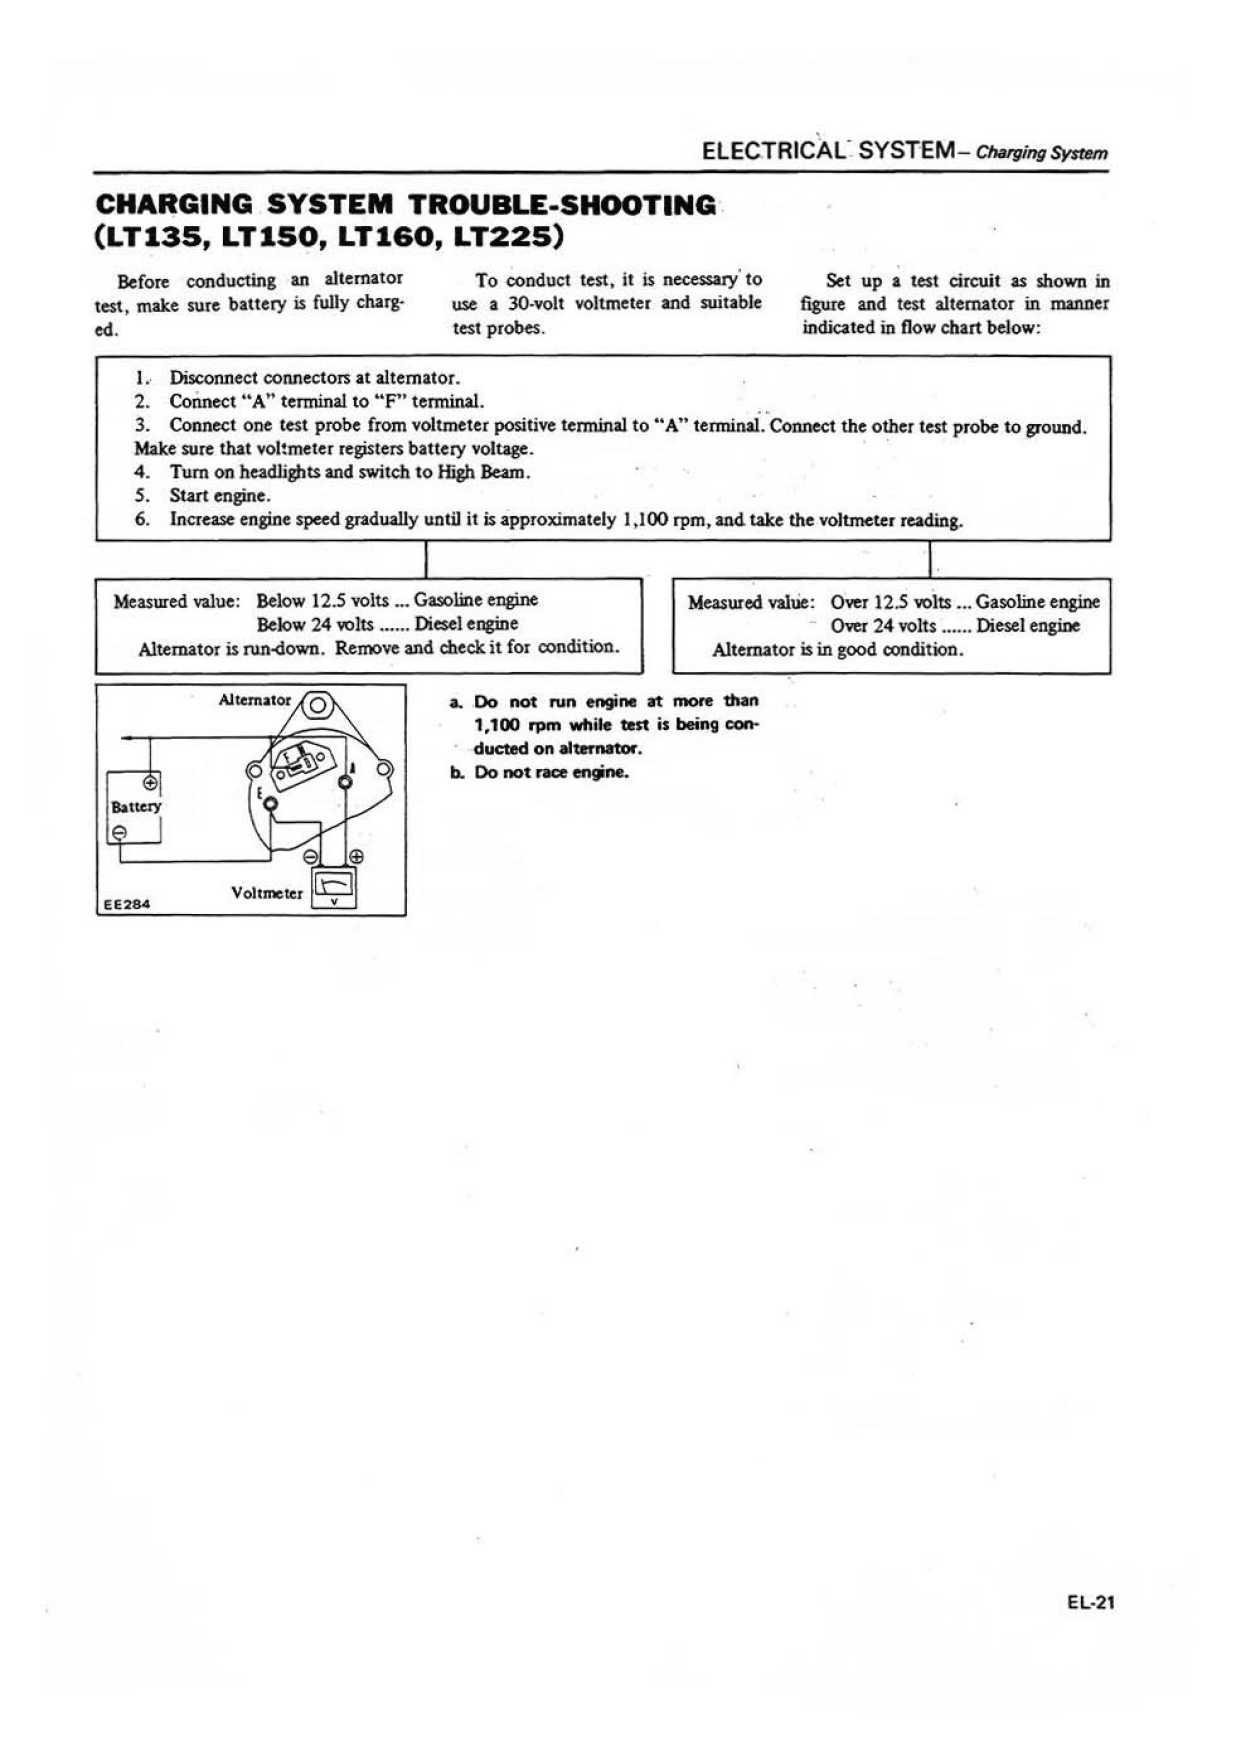 ELECTRICAL SYSTEM– Charging System
CHARGING SYSTEM TROUBLE-SHOOTING
(LT135, LT150, LT160, LT225)
Before conducting an alternator
test, make sure battery is fully charg-
ed.
To conduct test, it is necessary to
use a 30-volt voltmeter and suitable
test probes.
Set up a test circuit as shown in
figure and test alternator in manner
indicated in flow chart below:
1. Disconnect connectors at alternator.
2. Connect “A” terminal to “F” terminal.
3. Connect one test probe from voltmeter positive terminal to “A” terminal. Connect the other test probe to ground.
Make sure that voltmeter registers battery voltage.
4. Turn on headlights and switch to High Beam.
5. Start engine.
6. Increase engine speed gradually until it is approximately 1,100 rpm, and take the voltmeter reading.
Measured value: Below 12.5 volts ... Gasoline engine
Below 24 volts ...... Diesel engine
Alternator is run-down. Remove and check it for condition.
Measured value: Over 12.5 volts ... Gasoline engine
Over 24 volts ...... Diesel engine
Alternator is in good condition.
Alternator
F N
A
E
Battery
⊕
⊖
⊖ ⊕
Voltmeter
V
EE284
a. Do not run engine at more than
1,100 rpm while test is being con-
ducted on alternator.
b. Do not race engine.
EL-21